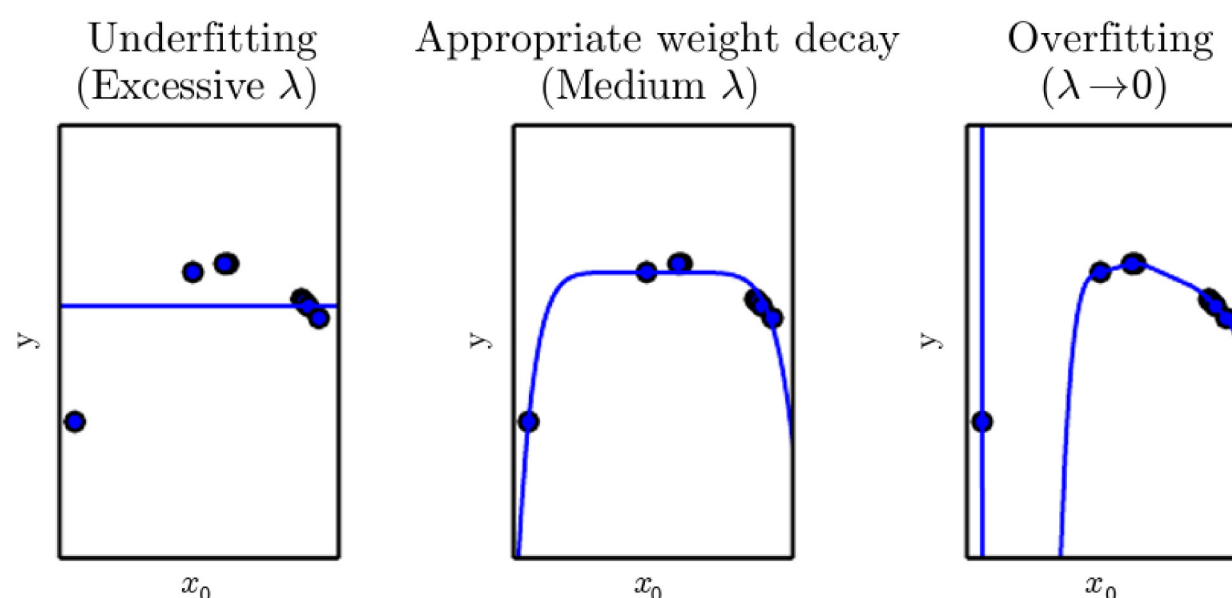 Underfitting
(Excessive λ)
Appropriate weight decay
(Medium λ)
Overfitting
(λ→0)
y
x₀
y
x₀
y
x₀